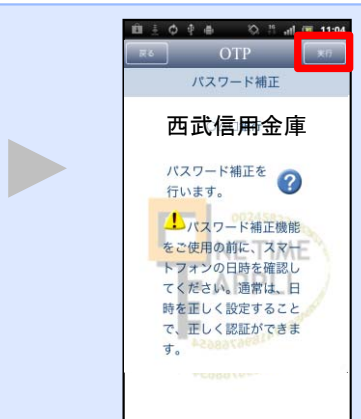 11:04
戻る
OTP
実行
パスワード補正
西武信用金庫
パスワード補正を
行います。
パスワード補正機能
をご使用の前に、スマー
トフォンの日時を確認し
てください。通常は、日
時を正しく設定すること
で、正しく認証ができま
す。